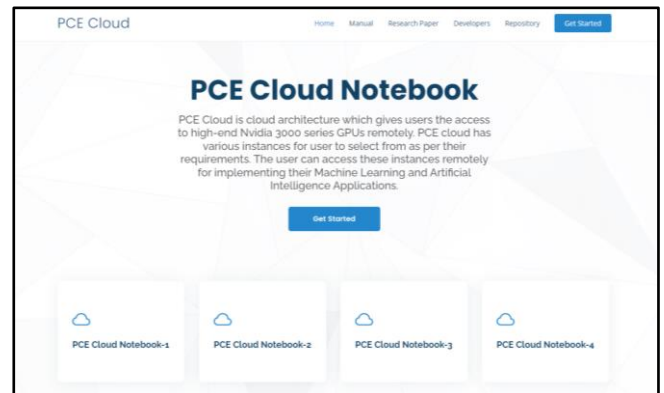 PCE Cloud
Home Manual Research Paper Developers Repository Get Started
PCE Cloud Notebook
PCE Cloud is cloud architecture which gives users the access
to high-end Nvidia 3000 series GPUs remotely. PCE cloud has
various instances for user to select from as per their
requirements. The user can access these instances remotely
for implementing their Machine Learning and Artificial
Intelligence Applications.
Get Started
PCE Cloud Notebook-1 PCE Cloud Notebook-2 PCE Cloud Notebook-3 PCE Cloud Notebook-4